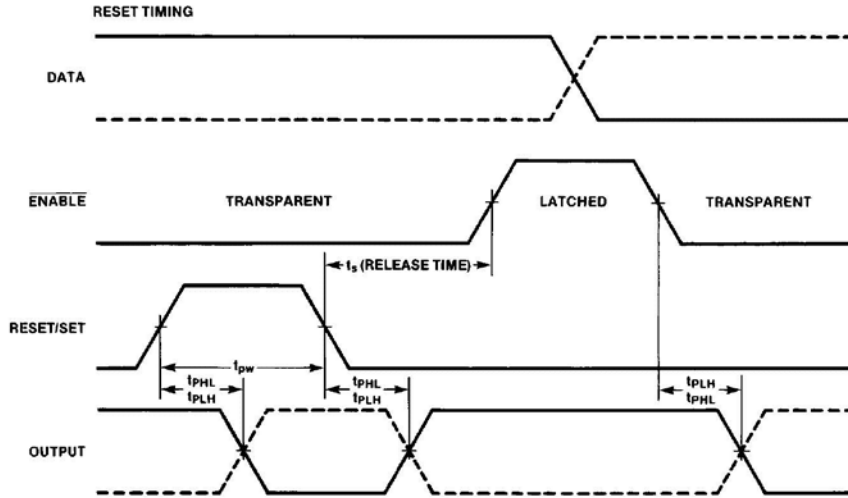 RESET TIMING
DATA
ENABLE
TRANSPARENT
LATCHED
TRANSPARENT
ts (RELEASE TIME)
RESET/SET
tpw
tPHL
tPLH
tPHL
tPLH
tPLH
tPHL
OUTPUT